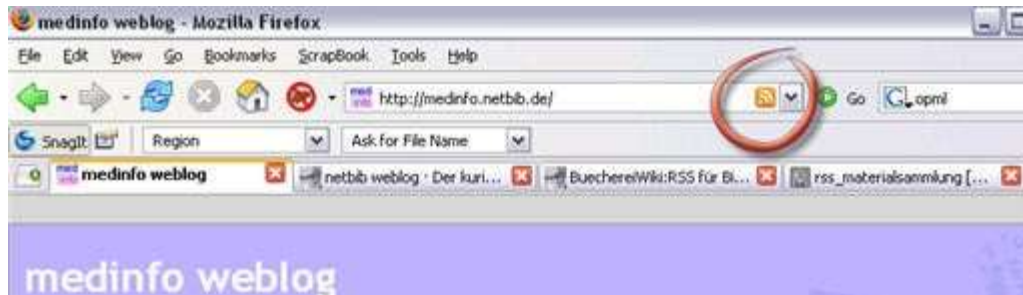 medinfo weblog - Mozilla Firefox
File Edit View Go Bookmarks ScrapBook Tools Help
http://medinfo.netbib.de/ Go G opml
SnagIt Region Ask for File Name
medinfo weblog netbib weblog · Der kuri... BuechereiWiki:RSS für Bi... rss_materialsammlung [...
medinfo weblog